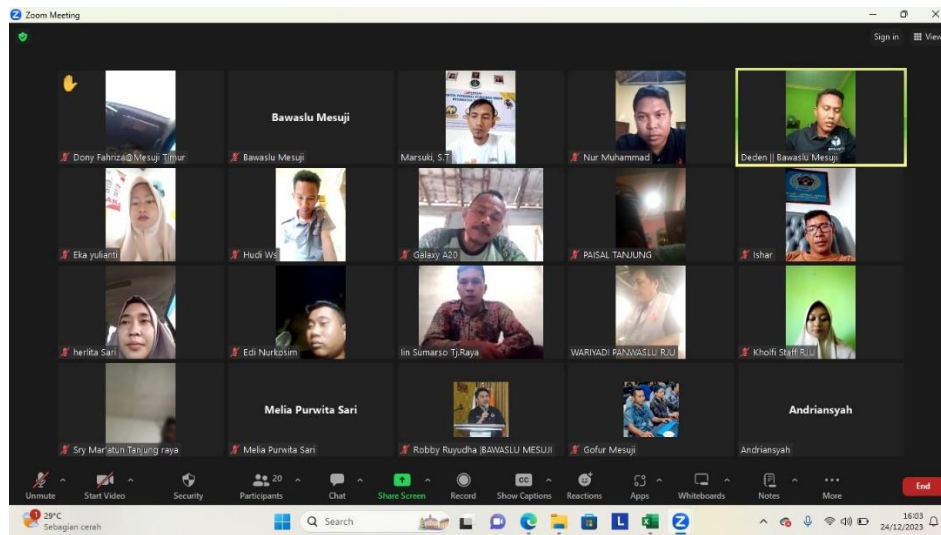 Zoom Meeting
Sign in View
Bawaslu Mesuji
Dony Fahriza@Mesuji Timur
Bawaslu Mesuji
Marsuki, S.T
Nur Muhammad
Deden || Bawaslu Mesuji
Eka yulianti
Hudi Ws
Galaxy A20
PAISAL TANJUNG
Ishar
herlita Sari
Edi Nurkosim
Iin Sumarso Tj.Raya
WARIYADI PANWASLU RJU
Kholfi Staff RJU
Melia Purwita Sari
Andriansyah
Sry Mar'atun Tanjung raya
Melia Purwita Sari
Robby Ruyudha |BAWASLU MESUJI
Gofur Mesuji
Andriansyah
20
Unmute Start Video Security Participants Chat Share Screen Record Show Captions Reactions Apps Whiteboards Notes More End
29°C
Sebagian cerah
Search
16:03
24/12/2023